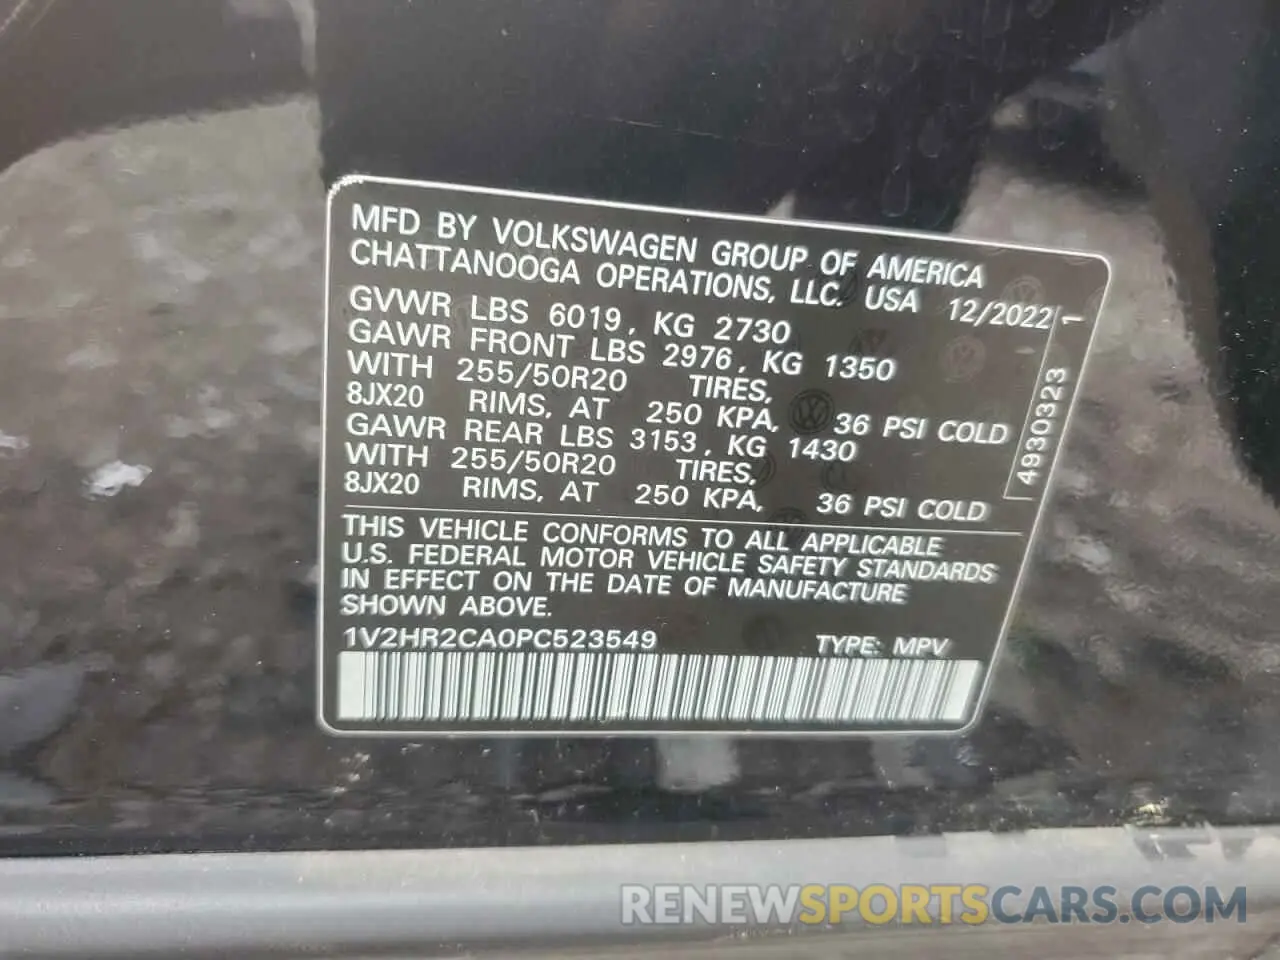 MFD BY VOLKSWAGEN GROUP OF AMERICA
CHATTANOOGA OPERATIONS, LLC. USA 12/2022
GVWR LBS 6019, KG 2730
GAWR FRONT LBS 2976, KG 1350
WITH 255/50R20 TIRES,
8JX20 RIMS, AT 250 KPA, 36 PSI COLD
GAWR REAR LBS 3153, KG 1430
WITH 255/50R20 TIRES,
8JX20 RIMS, AT 250 KPA, 36 PSI COLD
4930323 1
THIS VEHICLE CONFORMS TO ALL APPLICABLE
U.S. FEDERAL MOTOR VEHICLE SAFETY STANDARDS
IN EFFECT ON THE DATE OF MANUFACTURE
SHOWN ABOVE.
1V2HR2CA0PC523549 TYPE: MPV
RENEWSPORTSCARS.COM